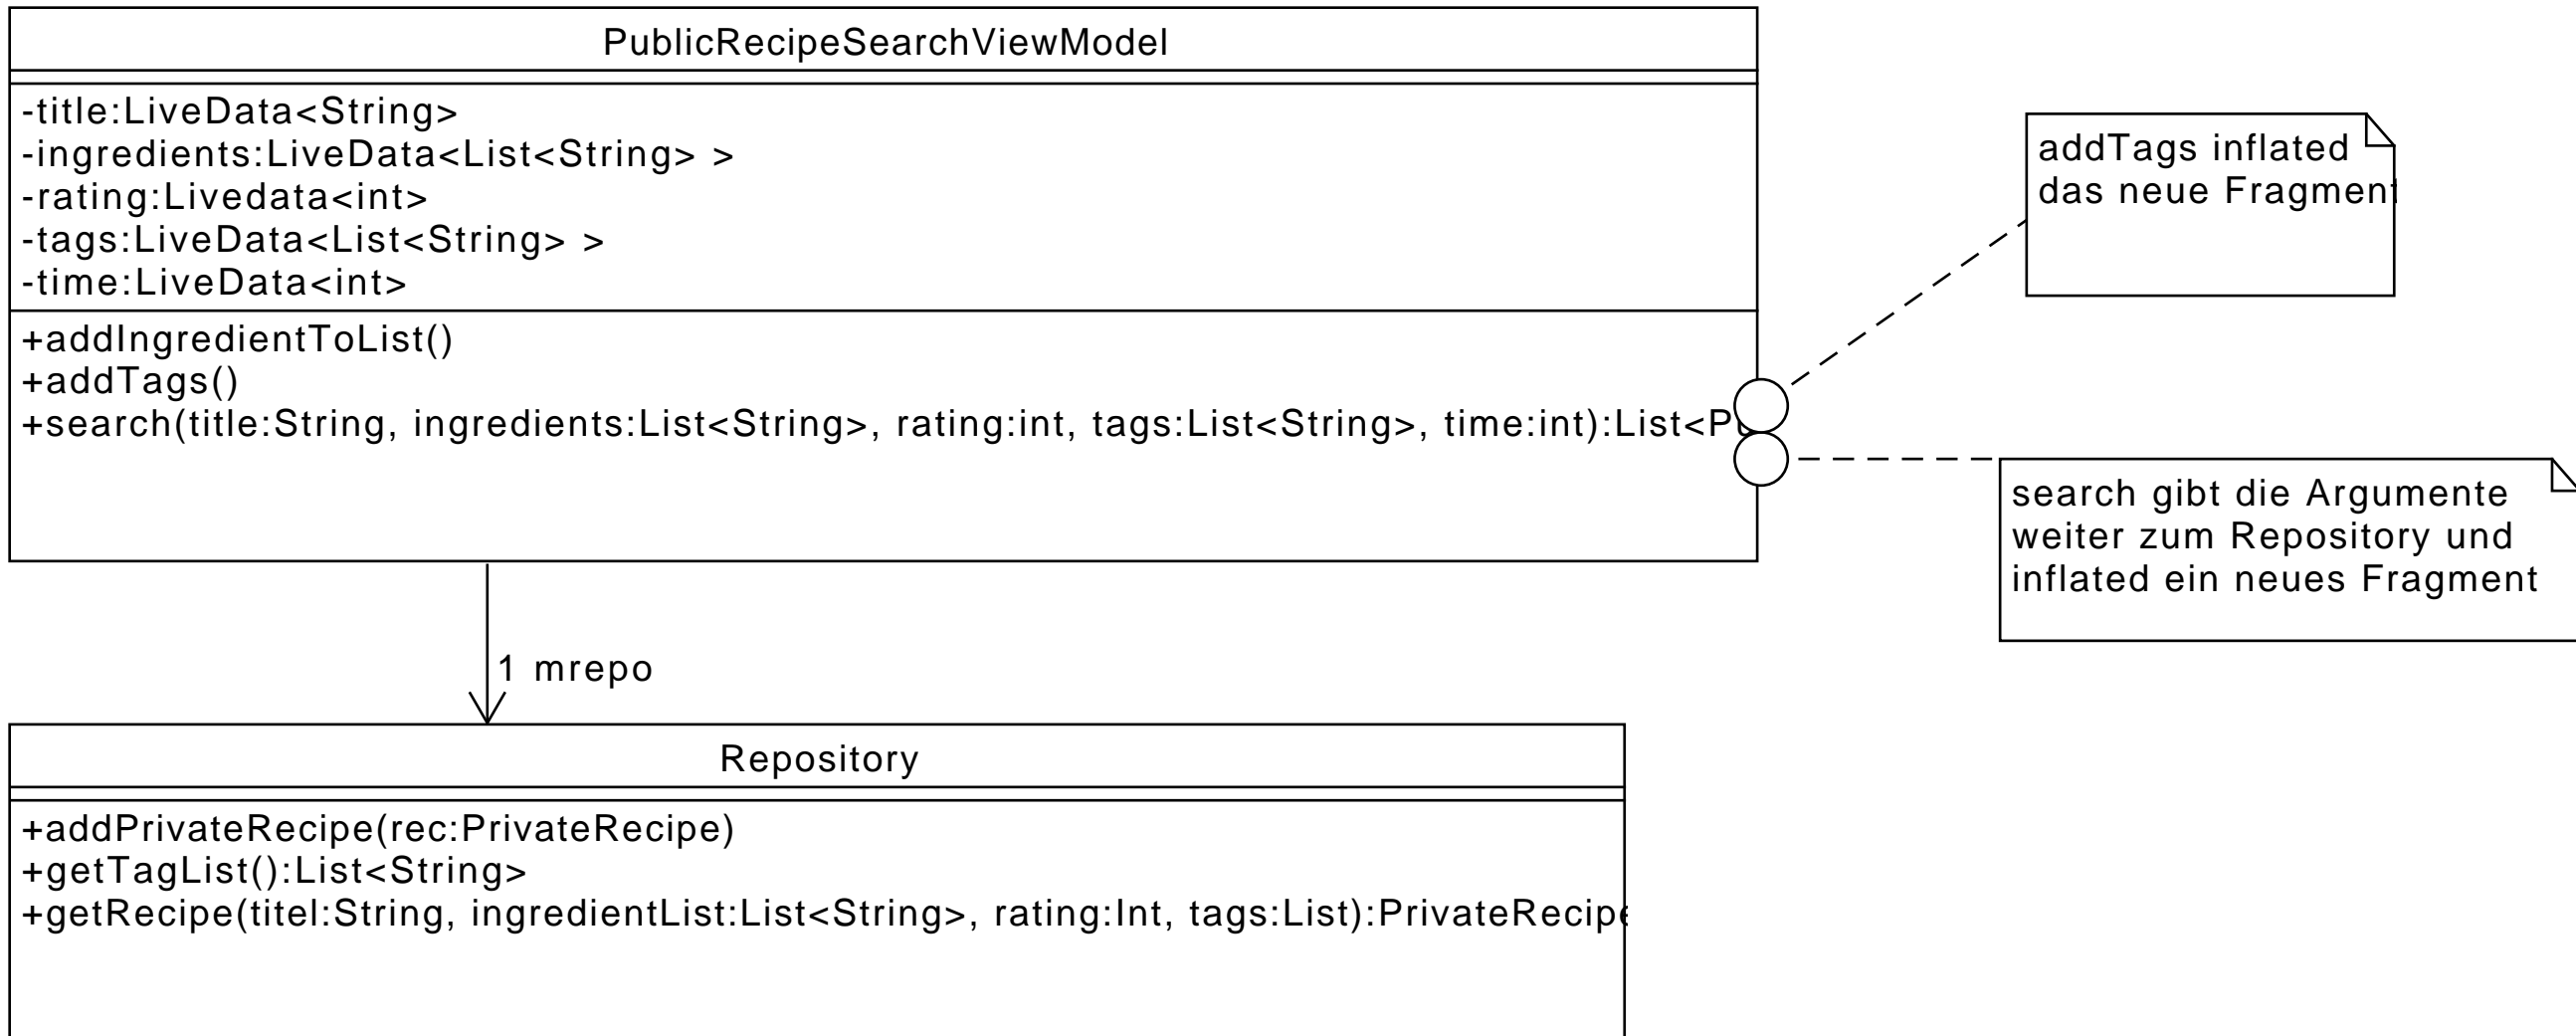 PublicRecipeSearchViewModel
-title:LiveData<String>
-ingredients:LiveData<List<String> >
-rating:Livedata<int>
-tags:LiveData<List<String> >
-time:LiveData<int>
+addIngredientToList()
+addTags()
+search(title:String, ingredients:List<String>, rating:int, tags:List<String>, time:int):List<
addTags inflated
das neue Fragment
search gibt die Argumente
weiter zum Repository und
inflated ein neues Fragment
1 mrepo
Repository
+addPrivateRecipe(rec:PrivateRecipe)
+getTagList():List<String>
+getRecipe(titel:String, ingredientList:List<String>, rating:Int, tags:List):PrivateRecipe